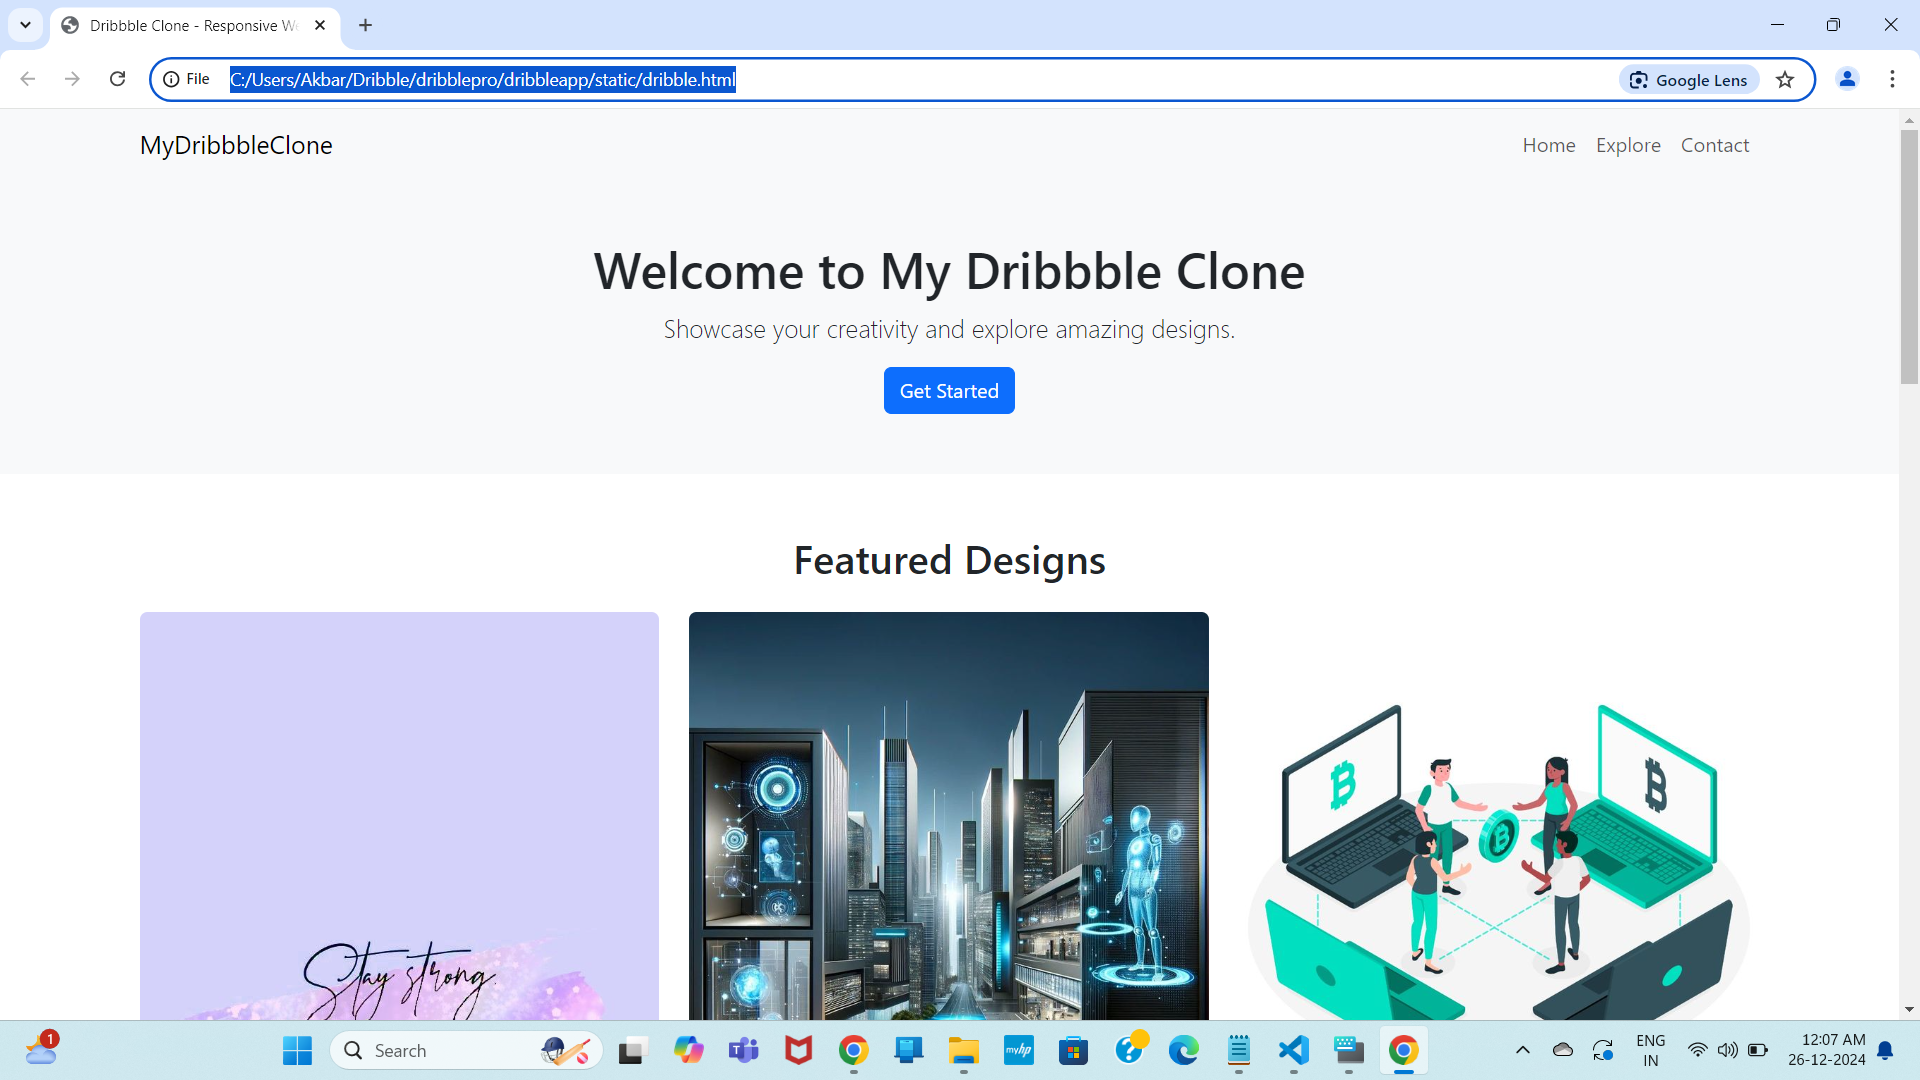 Dribbble Clone - Responsive W
File
C:/Users/Akbar/Dribble/dribblepro/dribbleapp/static/dribble.html
Google Lens
MyDribbbleClone
Home Explore Contact
Welcome to My Dribbble Clone
Showcase your creativity and explore amazing designs.
Get Started
Featured Designs
Stay strong.
1
Search
myhp
ENG
IN
12:07 AM
26-12-2024